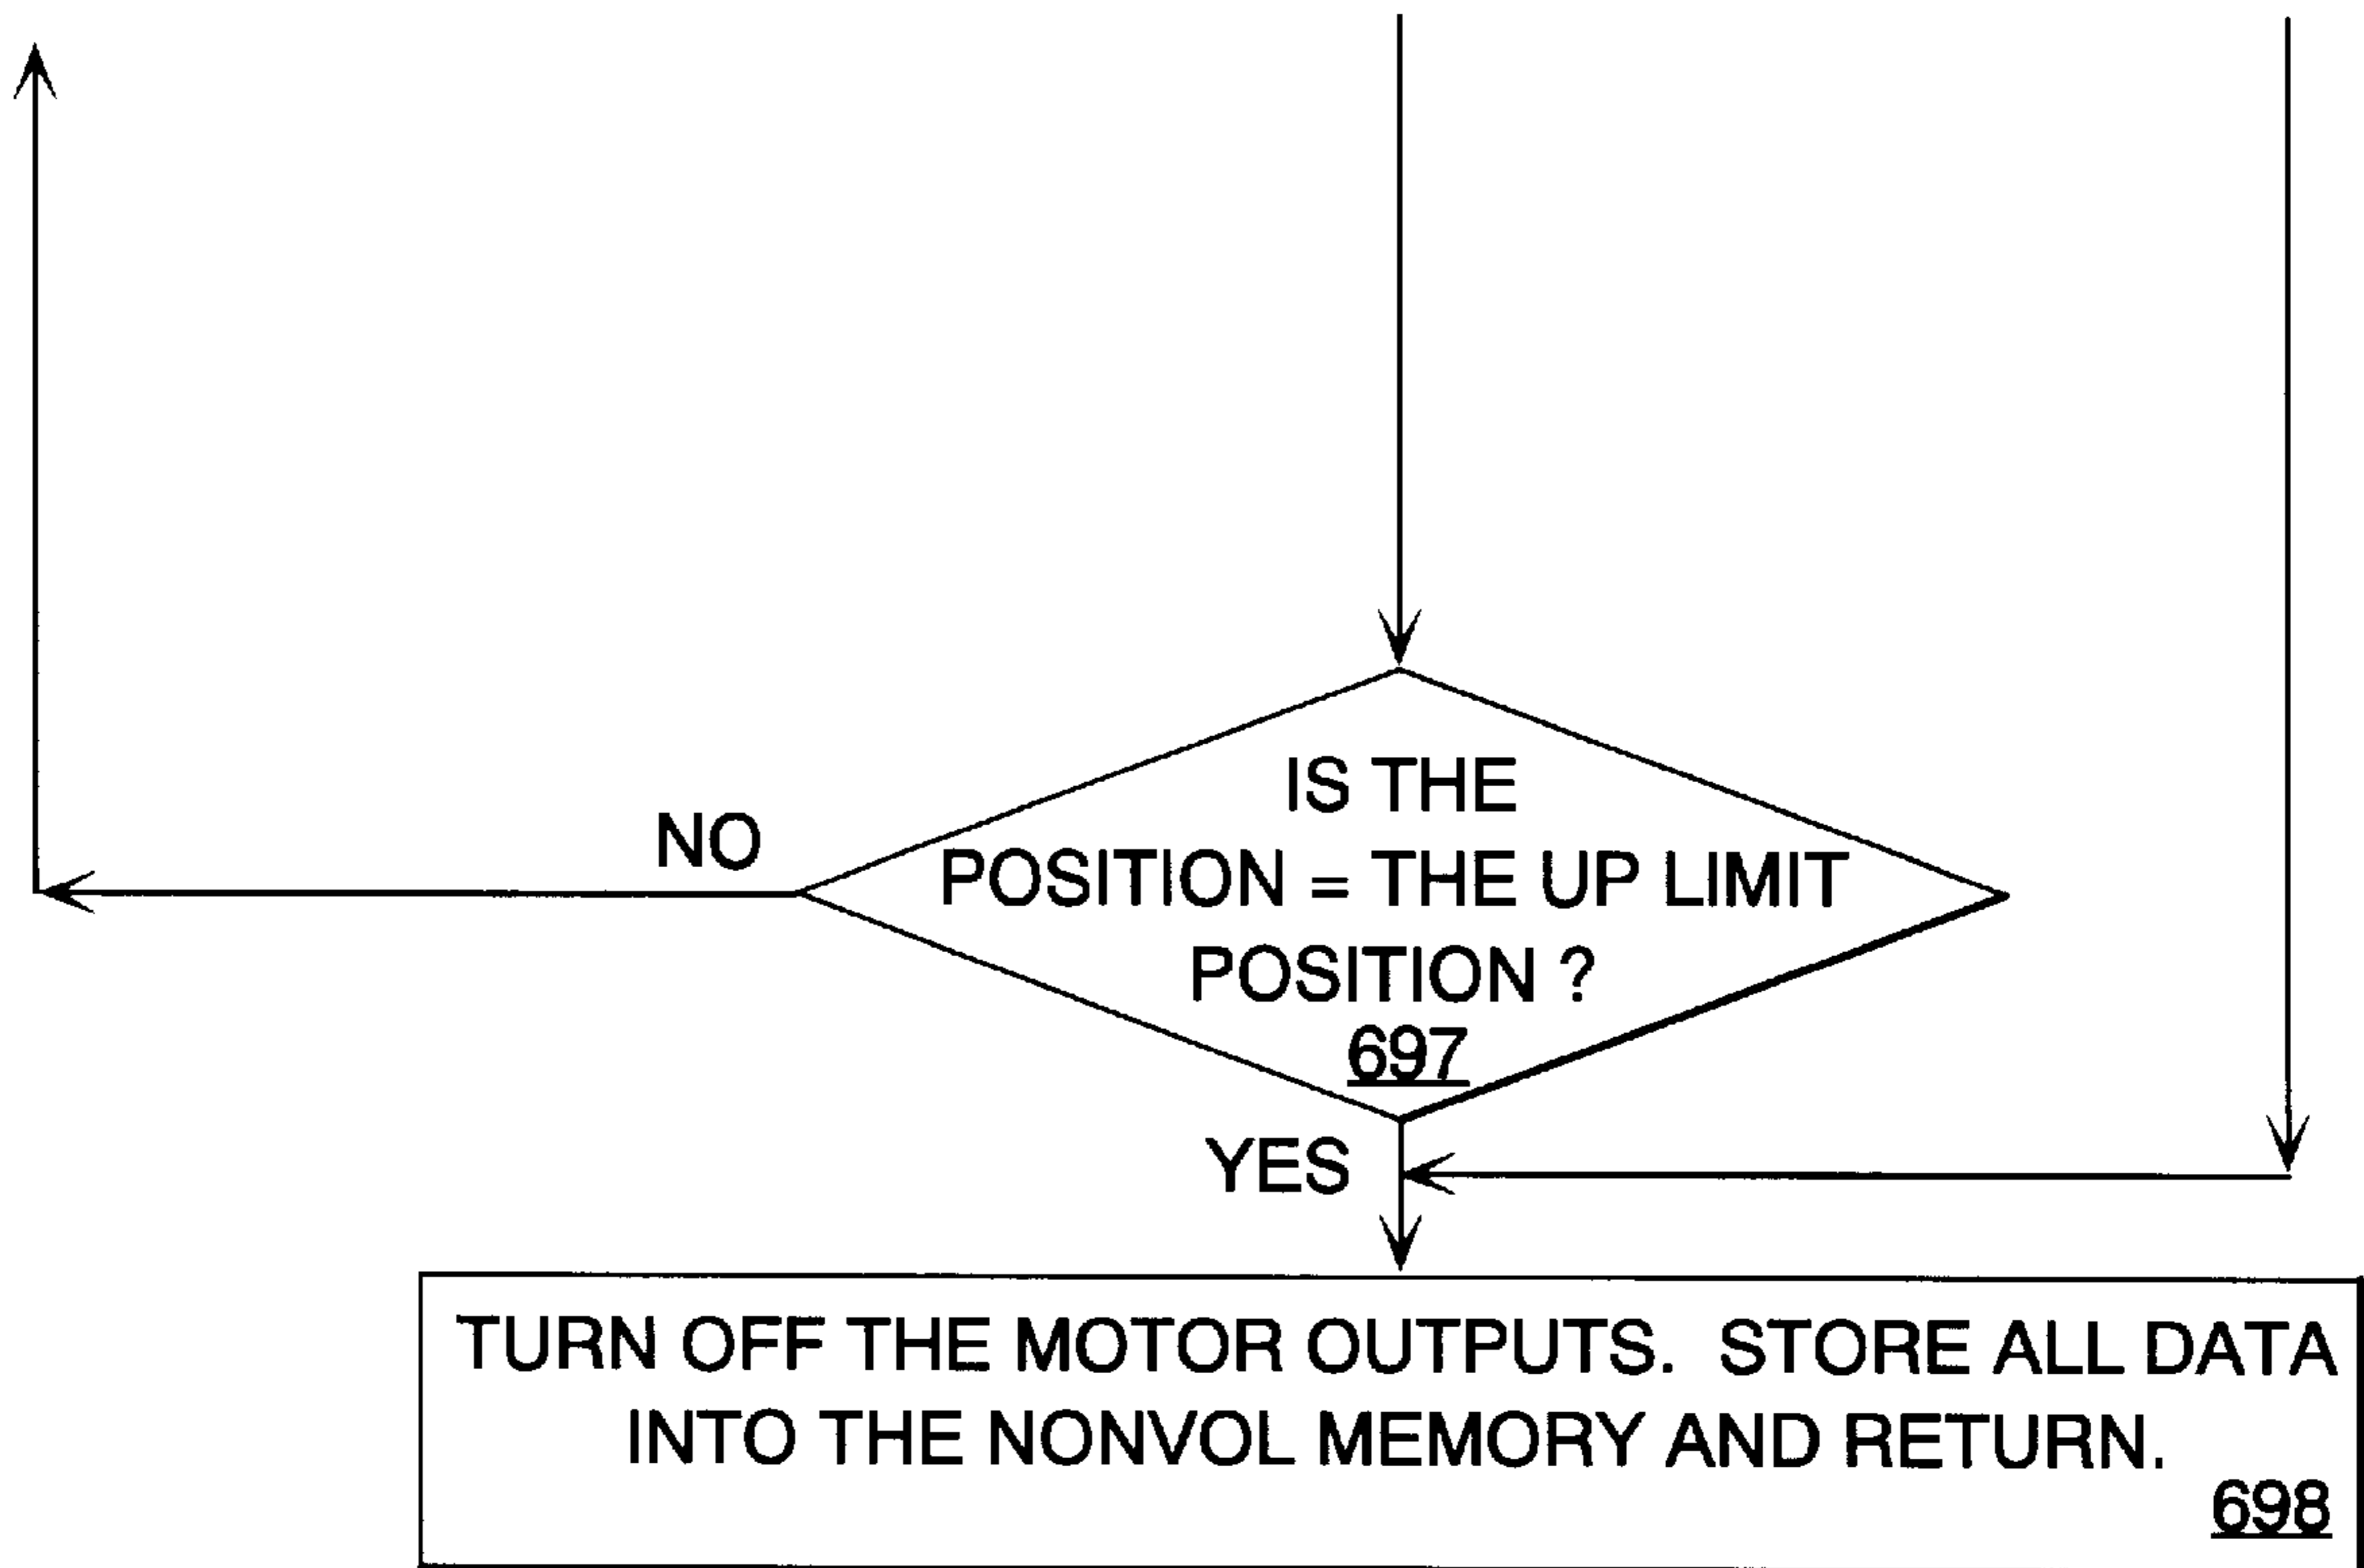 IS THE
NO
POSITION = THE UP LIMIT
POSITION ?
697
YES
TURN OFF THE MOTOR OUTPUTS. STORE ALL DATA
INTO THE NONVOL MEMORY AND RETURN.
698